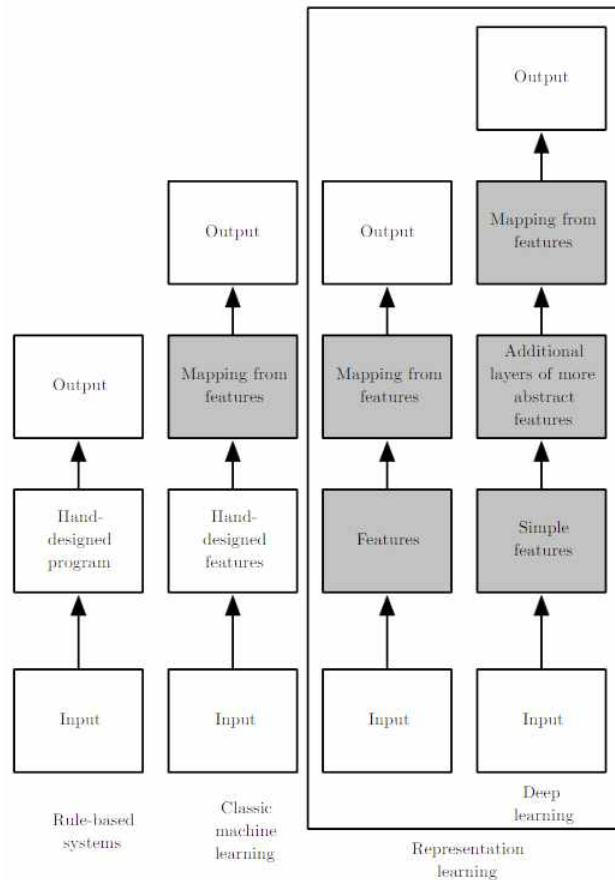 Output
Mapping from
features
Output
Output
Additional
layers of more
abstract
features
Mapping from
features
Mapping from
features
Output
Simple
features
Features
Hand-
designed
features
Hand-
designed
program
Input
Input
Input
Input
Rule-based
systems
Classic
machine
learning
Deep
learning
Representation
learning